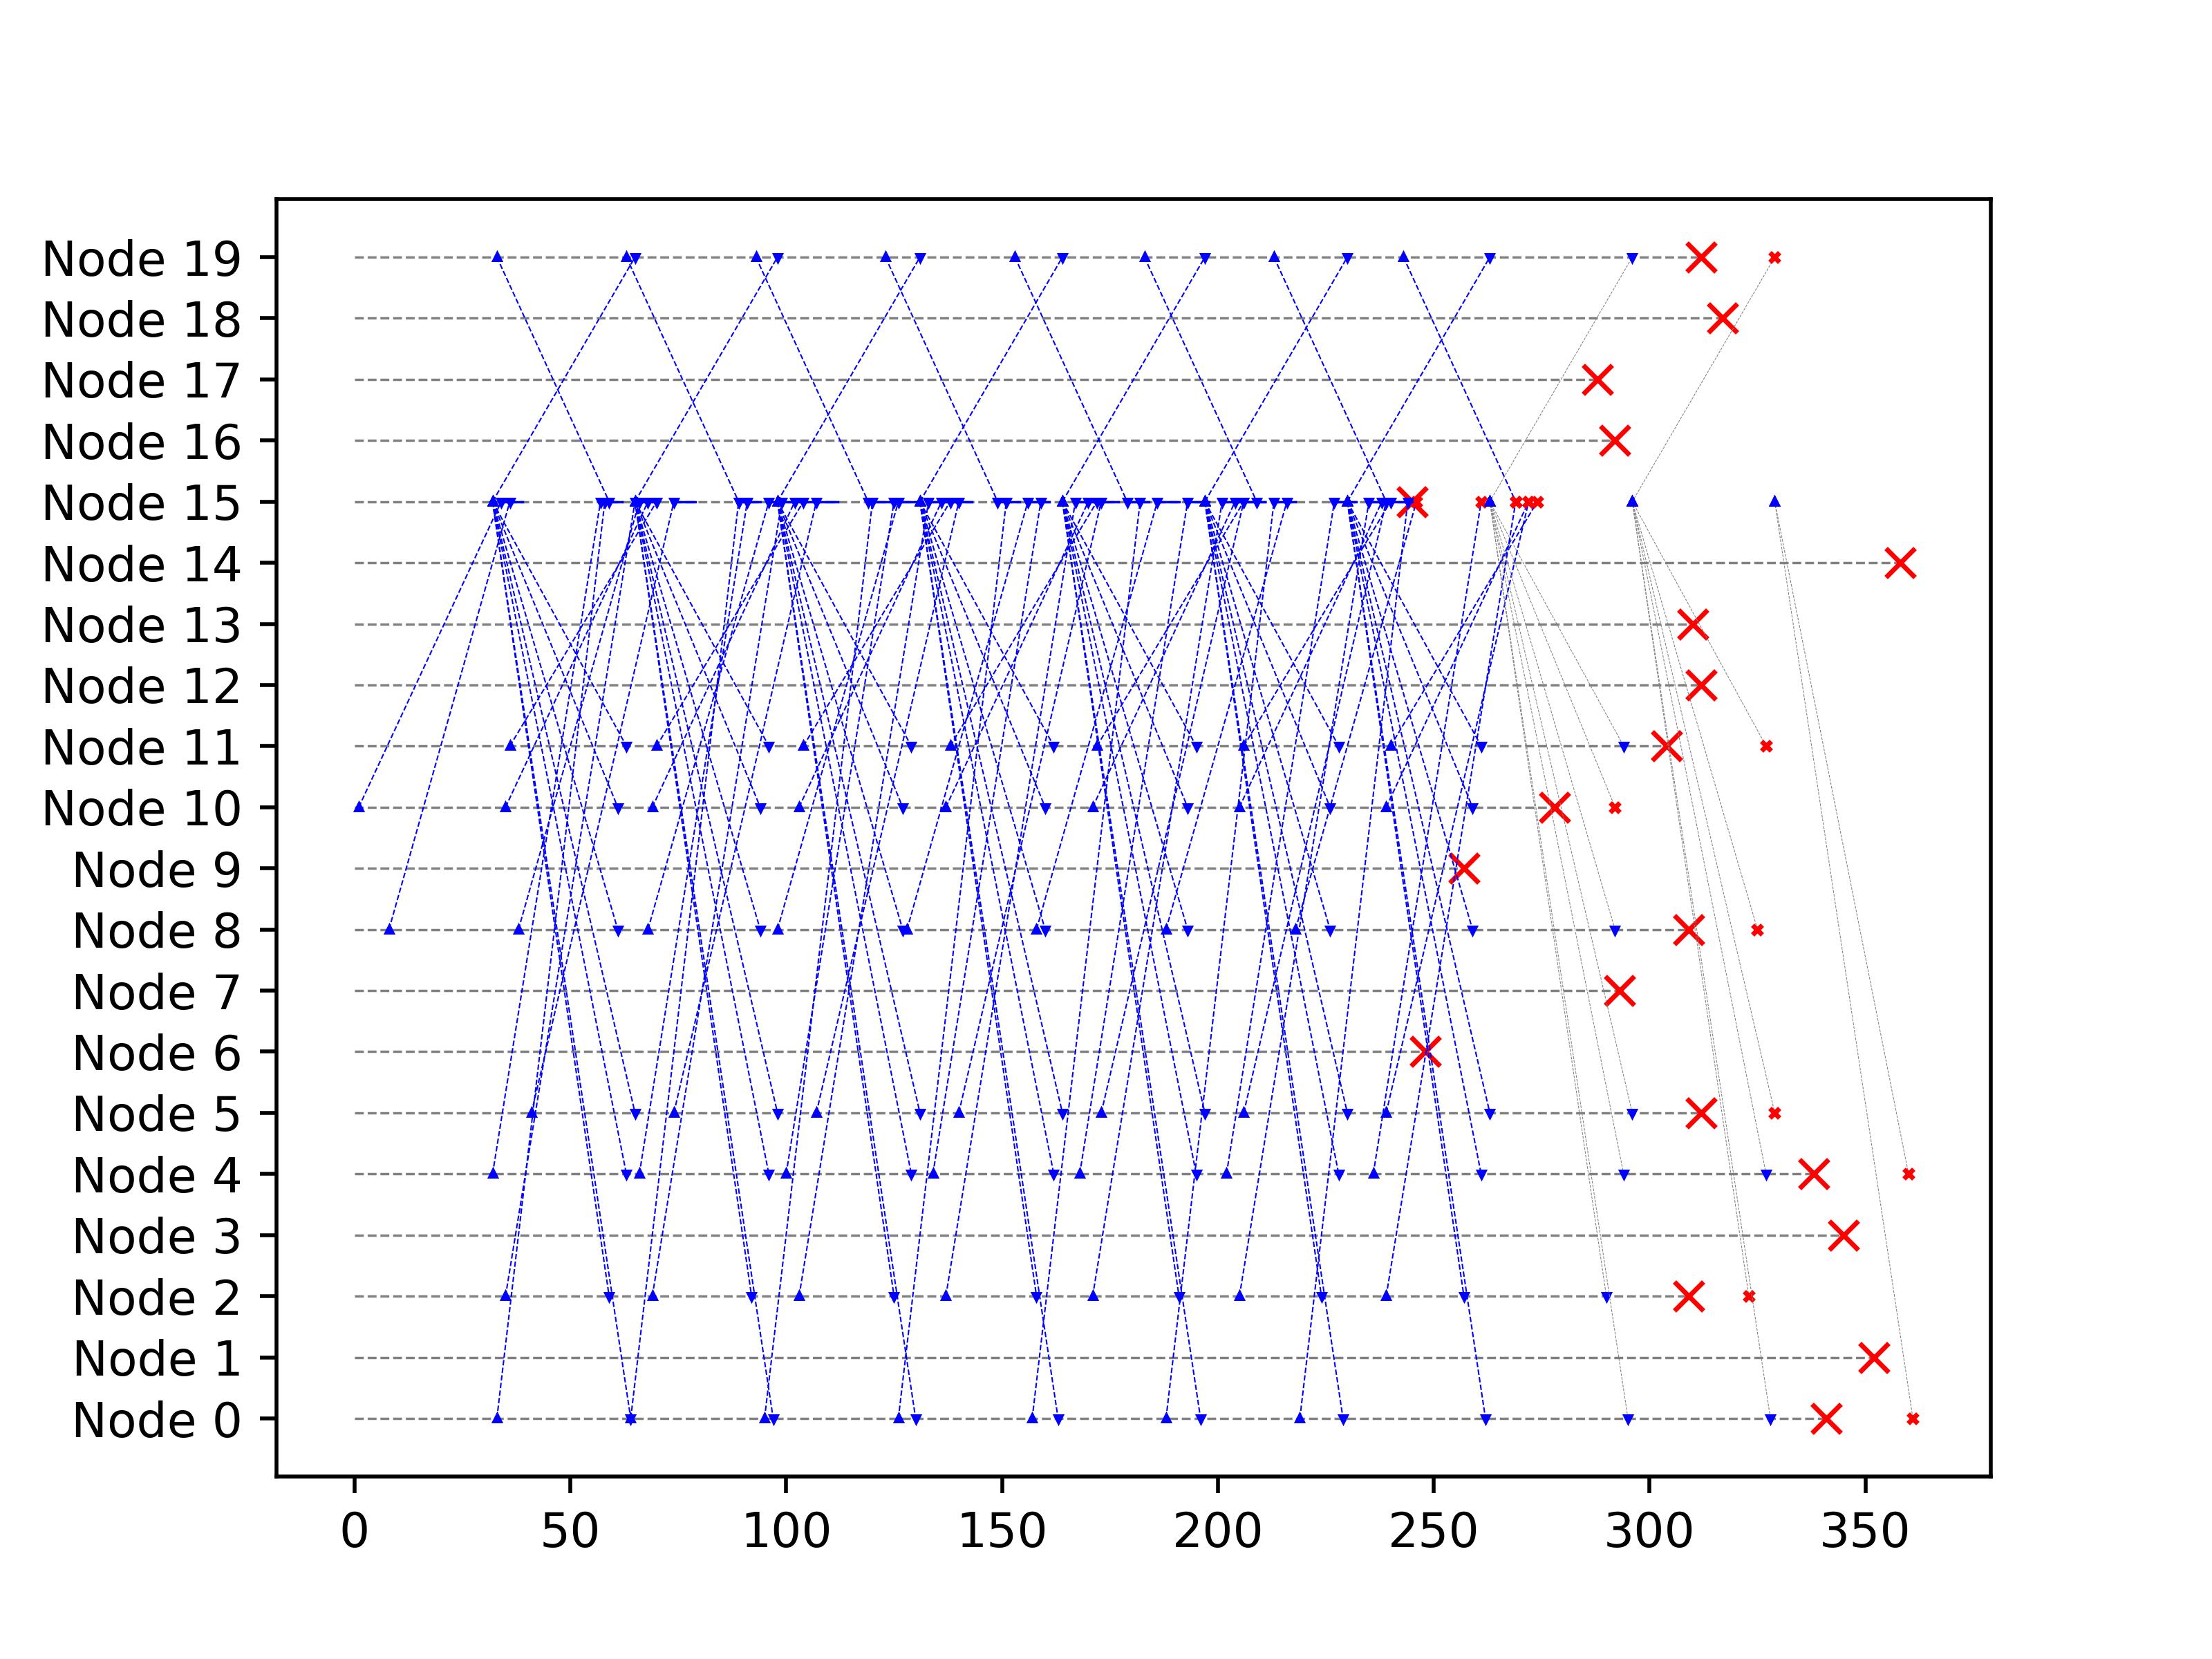 Node 19
Node 18
Node 17
Node 16
Node 15
Node 14
Node 13
Node 12
Node 11
Node 10
Node 9
Node 8
Node 7
Node 6
Node 5
Node 4
Node 3
Node 2
Node 1
Node 0
0 50 100 150 200 250 300 350